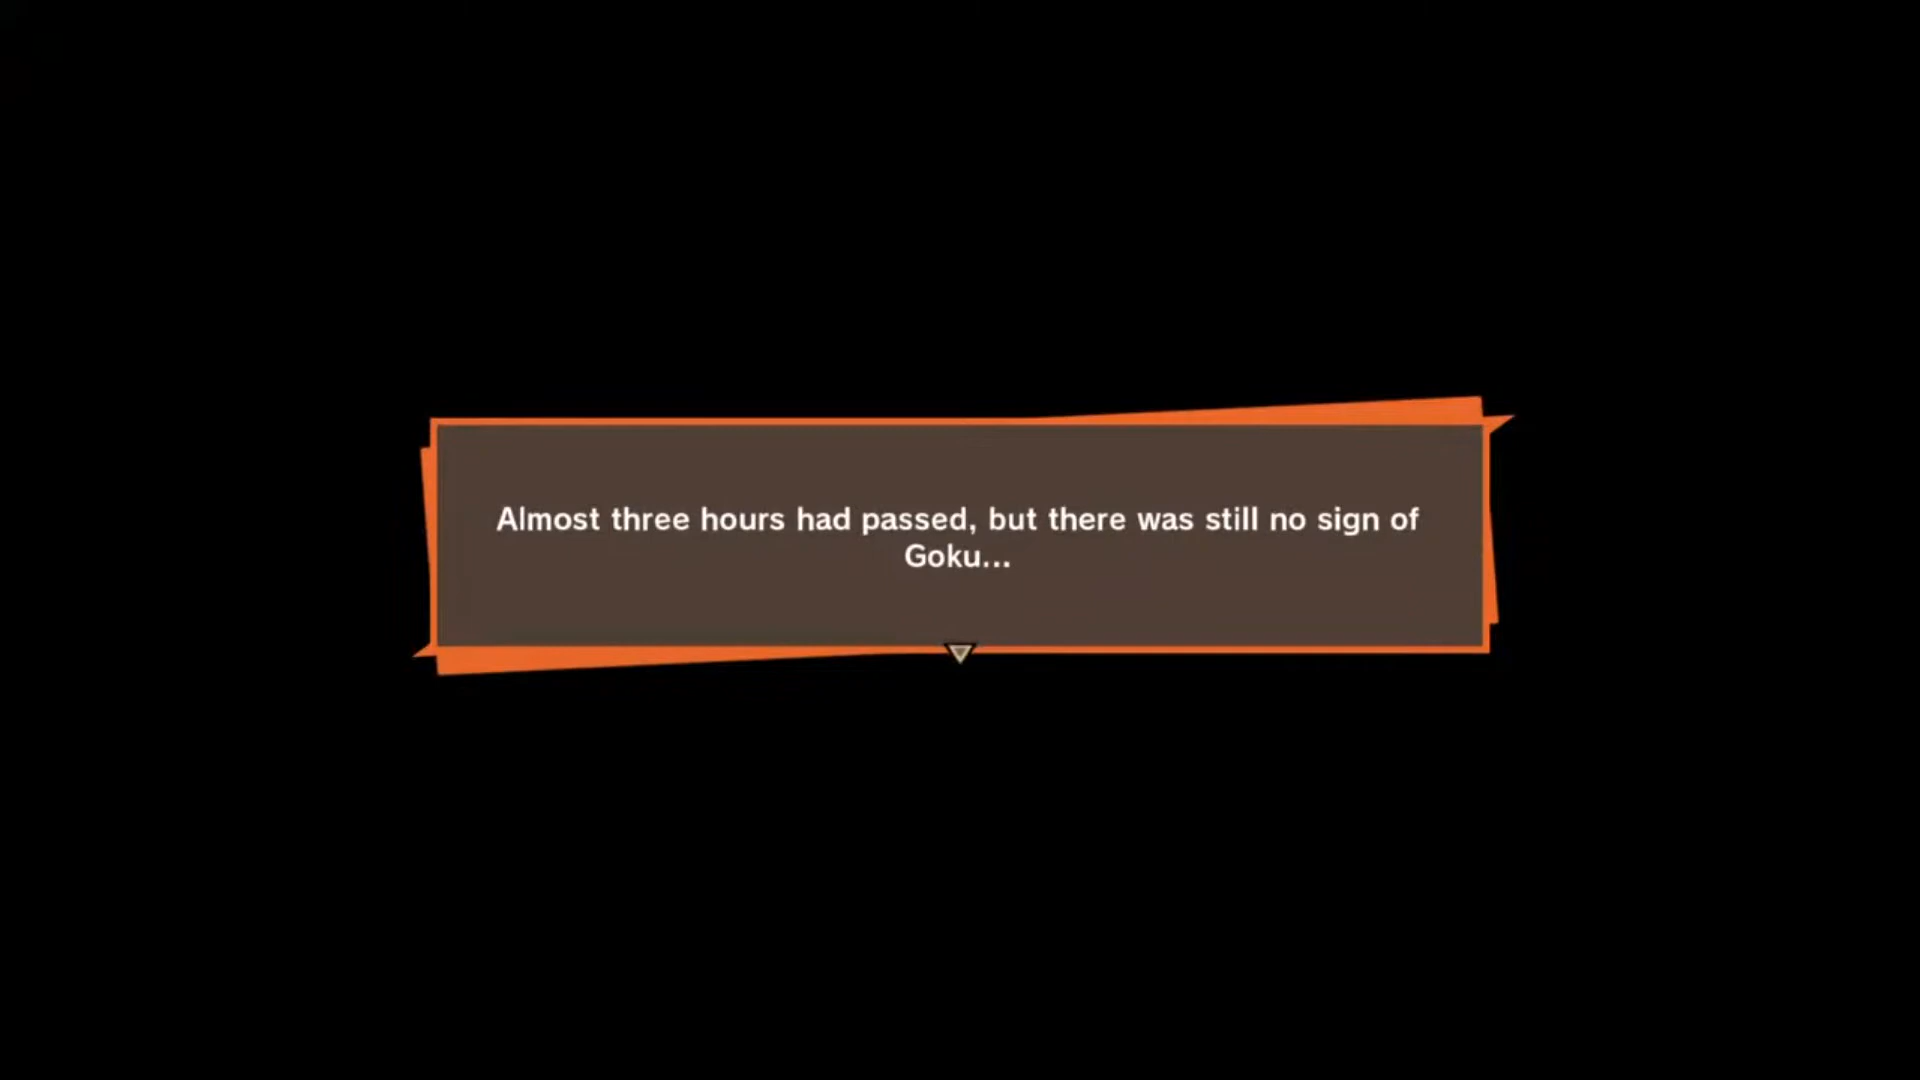 Almost three hours had passed, but there was still no sign of
Goku...